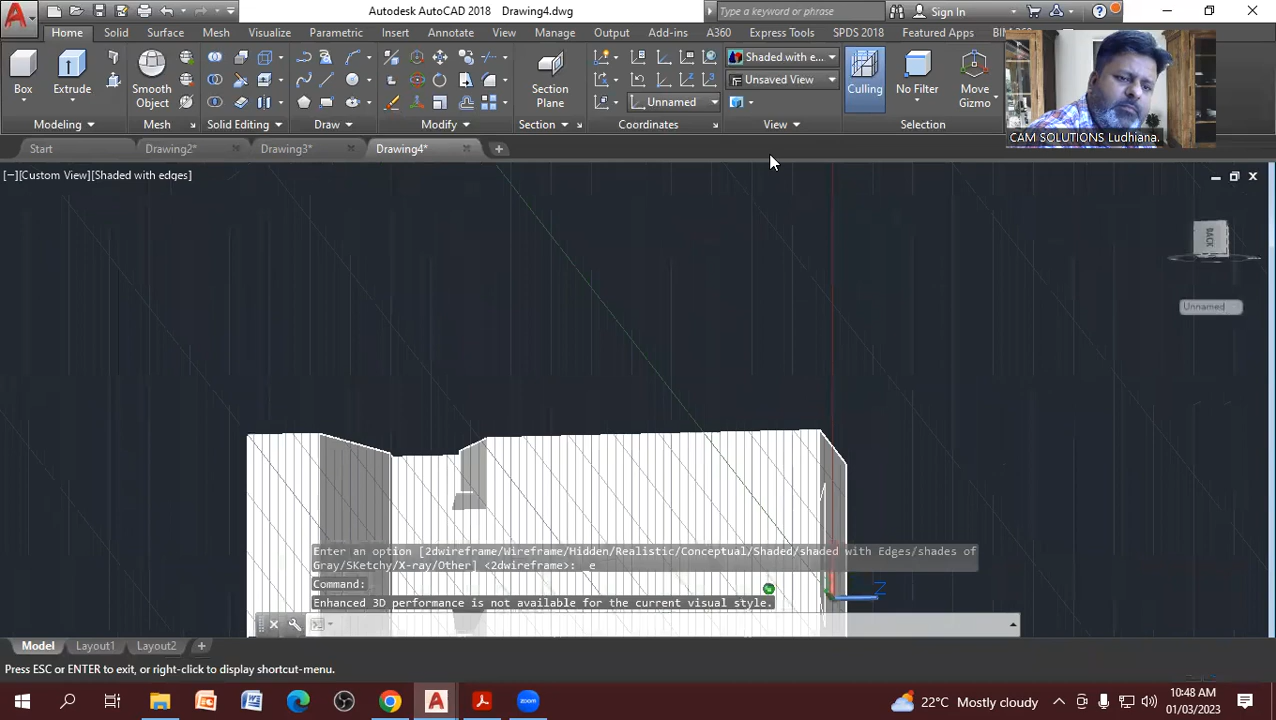 Autodesk AutoCAD 2018 Drawing4.dwg
Type a keyword or phrase
Sign In
Home Solid Surface Mesh Visualize Parametric Insert Annotate View Manage Output Add-ins A360 Express Tools SPDS 2018 Featured Apps BIM
Box
Extrude
Smooth
Object
Section
Plane
Unnamed
Shaded with e...
Unsaved View
Culling
No Filter
Move
Gizmo
Modeling
Mesh
Solid Editing
Draw
Modify
Section
Coordinates
View
Selection
CAM SOLUTIONS Ludhiana.
Start
Drawing2*
Drawing3*
Drawing4*
[−][Custom View][Shaded with edges]
BACK
Unnamed
Enter an option [2dwireframe/Wireframe/Hidden/Realistic/Conceptual/Shaded/shaded with Edges/shades of
Gray/SKetchy/X-ray/Other] <2dwireframe>: _e
Command:
Enhanced 3D performance is not available for the current visual style.
Z
Model Layout1 Layout2
Press ESC or ENTER to exit, or right-click to display shortcut-menu.
22°C Mostly cloudy
10:48 AM
01/03/2023